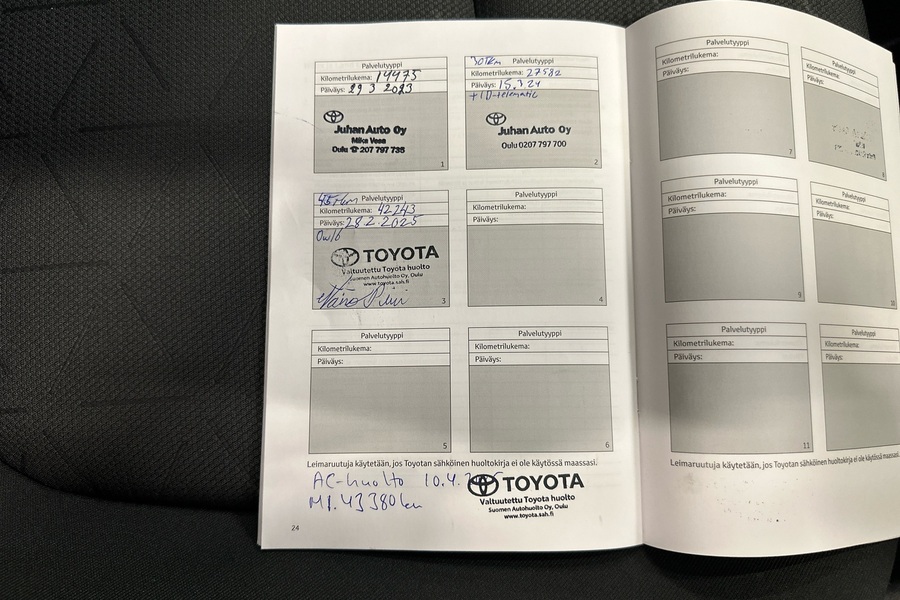 Palvelutyyppi
Kilometrilukema: 14475
Päiväys: 29 3 2023
Juhan Auto Oy
Mika Vesa
Oulu ☎ 207 797 735
1
30Tkm Palvelutyyppi
Kilometrilukema: 27582
Päiväys: 15.3.24
Juhan Auto Oy
Oulu 0207 797 700
2
45Tkm Palvelutyyppi
Kilometrilukema: 42243
Päiväys: 28.2.2025
0W16
TOYOTA
Valtuutettu Toyota huolto
Suomen Autohuolto Oy, Oulu
www.toyota.sah.fi
3
Palvelutyyppi
Kilometrilukema:
Päiväys:
4
Palvelutyyppi
Kilometrilukema:
Päiväys:
5
Palvelutyyppi
Kilometrilukema:
Päiväys:
6
Leimaruutuja käytetään, jos Toyotan sähköinen huoltokirja ei ole käytössä maassasi.
AC-huolto 10.4.
M1.43380km
TOYOTA
Valtuutettu Toyota huolto
Suomen Autohuolto Oy, Oulu
www.toyota.sah.fi
24
Palvelutyyppi
Kilometrilukema:
Päiväys:
7
Palvelutyyppi
Kilometrilukema:
Päiväys:
8
Palvelutyyppi
Kilometrilukema:
Päiväys:
9
Palvelutyyppi
Kilometrilukema:
Päiväys:
10
Palvelutyyppi
Kilometrilukema:
Päiväys:
11
Palvelutyyppi
Kilometrilukema:
Päiväys:
Leimaruutuja käytetään, jos Toyotan sähköinen huoltokirja ei ole käytössä maassasi.